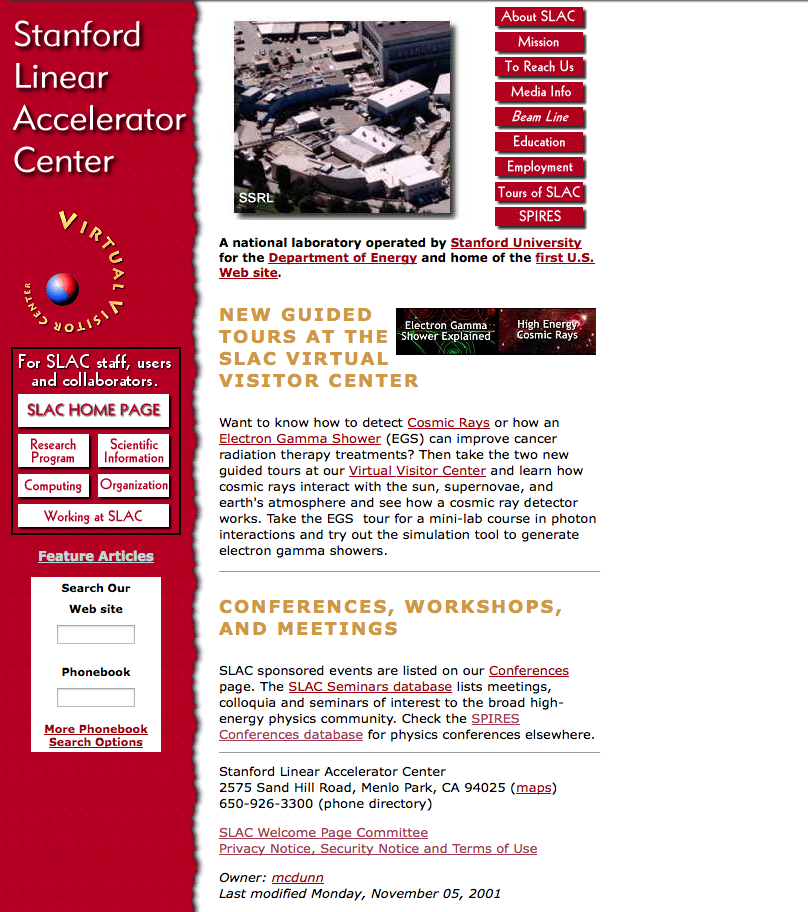 Stanford
Linear
Accelerator
Center
VIRTUAL VISITOR CENTER
For SLAC staff, users
and collaborators.
SLAC HOME PAGE
Research
Program
Scientific
Information
Computing
Organization
Working at SLAC
Feature Articles
Search Our
Web site
Phonebook
More Phonebook
Search Options
SSRL
About SLAC
Mission
To Reach Us
Media Info
Beam Line
Education
Employment
Tours of SLAC
SPIRES
A national laboratory operated by Stanford University
for the Department of Energy and home of the first U.S.
Web site.
NEW GUIDED
TOURS AT THE
SLAC VIRTUAL
VISITOR CENTER
Electron Gamma
Shower Explained
High Energy
Cosmic Rays
Want to know how to detect Cosmic Rays or how an
Electron Gamma Shower (EGS) can improve cancer
radiation therapy treatments? Then take the two new
guided tours at our Virtual Visitor Center and learn how
cosmic rays interact with the sun, supernovae, and
earth's atmosphere and see how a cosmic ray detector
works. Take the EGS tour for a mini-lab course in photon
interactions and try out the simulation tool to generate
electron gamma showers.
CONFERENCES, WORKSHOPS,
AND MEETINGS
SLAC sponsored events are listed on our Conferences
page. The SLAC Seminars database lists meetings,
colloquia and seminars of interest to the broad high-
energy physics community. Check the SPIRES
Conferences database for physics conferences elsewhere.
Stanford Linear Accelerator Center
2575 Sand Hill Road, Menlo Park, CA 94025 (maps)
650-926-3300 (phone directory)
SLAC Welcome Page Committee
Privacy Notice, Security Notice and Terms of Use
Owner: mcdunn
Last modified Monday, November 05, 2001